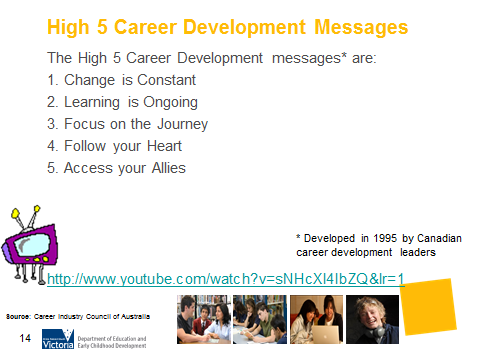 High 5 Career Development Messages
The High 5 Career Development messages* are:
1. Change is Constant
2. Learning is Ongoing
3. Focus on the Journey
4. Follow your Heart
5. Access your Allies
* Developed in 1995 by Canadian
career development leaders
http://www.youtube.com/watch?v=sNHcXI4IbZQ&lr=1
Source: Career Industry Council of Australia
14
Victoria
Department of Education and
Early Childhood Development